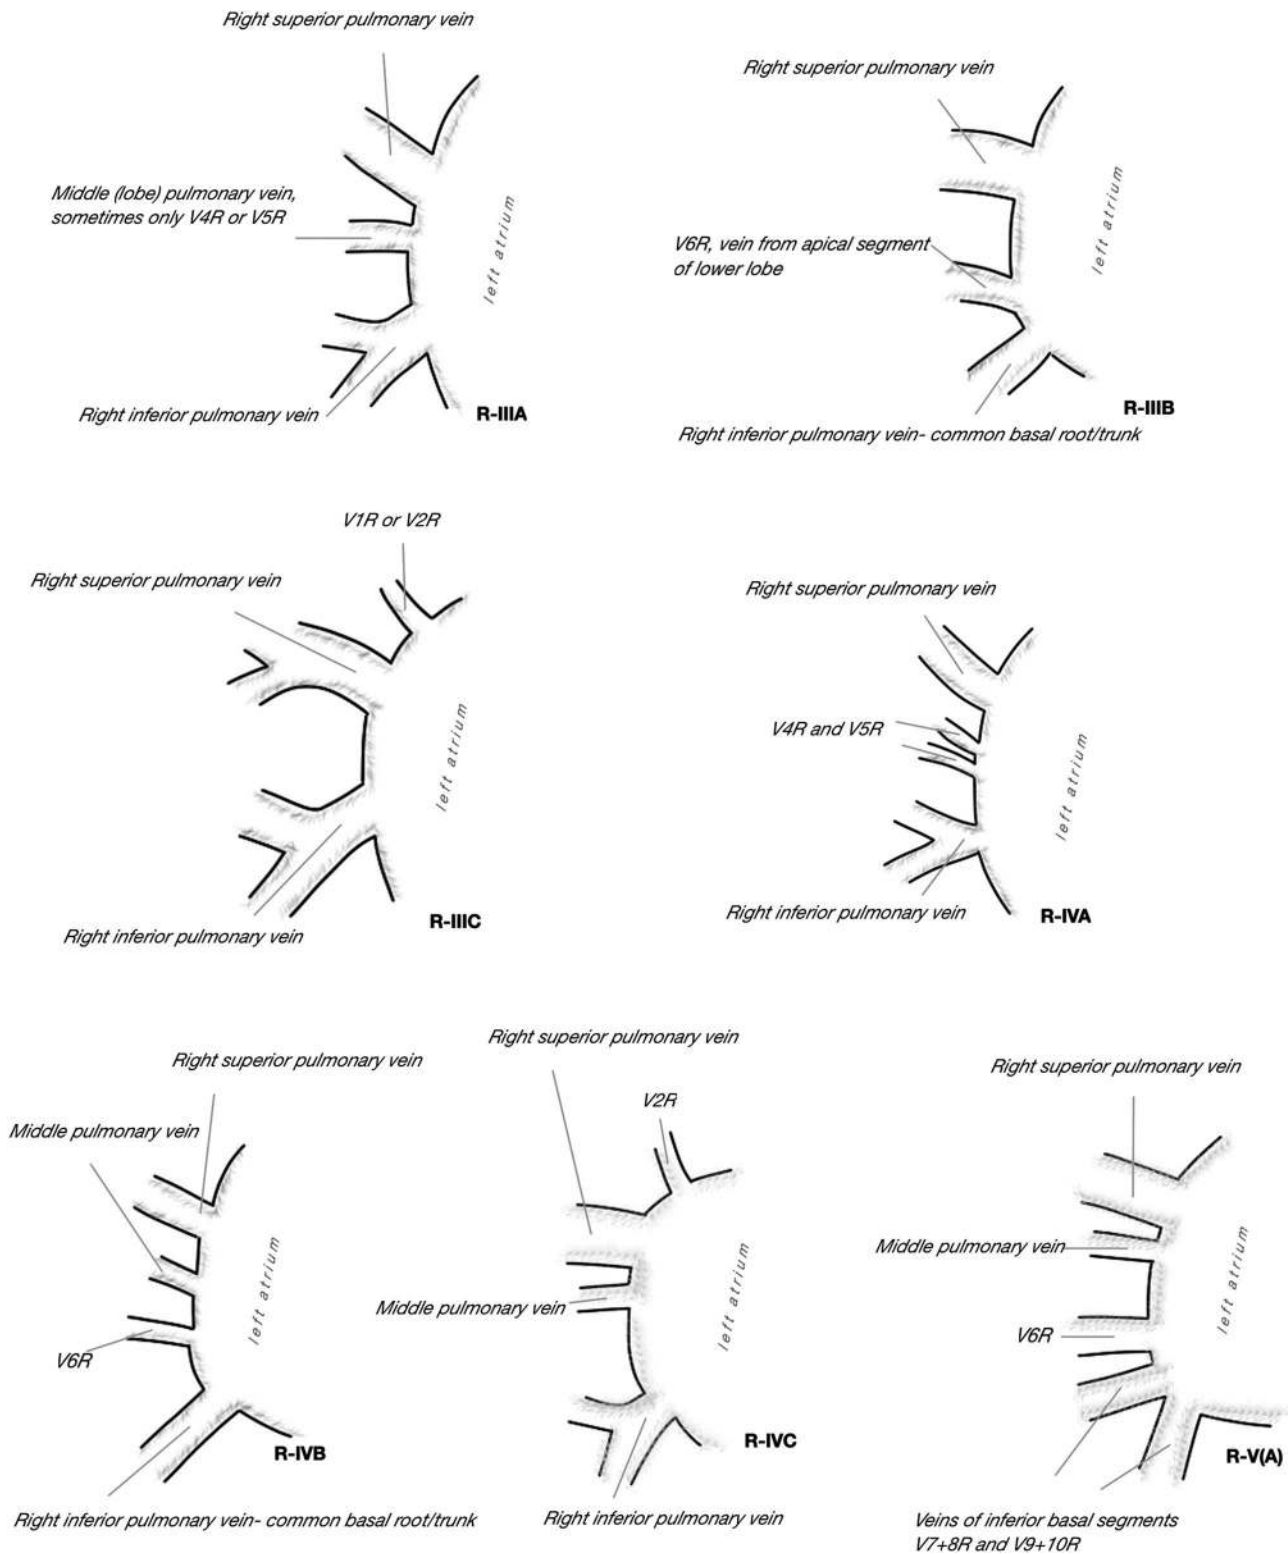 Right superior pulmonary vein
Middle (lobe) pulmonary vein,
sometimes only V4R or V5R
left atrium
Right inferior pulmonary vein
R-IIIA
Right superior pulmonary vein
V6R, vein from apical segment
of lower lobe
left atrium
R-IIIB
Right inferior pulmonary vein- common basal root/trunk
V1R or V2R
Right superior pulmonary vein
left atrium
R-IIIC
Right inferior pulmonary vein
Right superior pulmonary vein
V4R and V5R
left atrium
Right inferior pulmonary vein
R-IVA
Right superior pulmonary vein
Middle pulmonary vein
left atrium
V6R
R-IVB
Right inferior pulmonary vein- common basal root/trunk
Right superior pulmonary vein
V2R
Middle pulmonary vein
left atrium
R-IVC
Right inferior pulmonary vein
Right superior pulmonary vein
Middle pulmonary vein
left atrium
V6R
R-V(A)
Veins of inferior basal segments
V7+8R and V9+10R